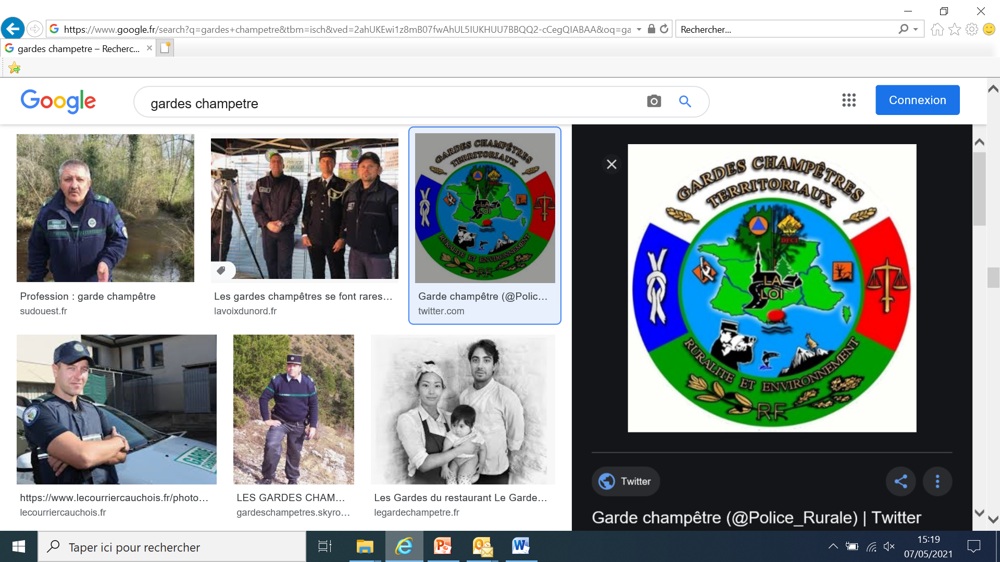 https://www.google.fr/search?q=gardes+champetre&tbm=isch&ved=2ahUKEwi1z8mB07fwAhUL5IUKHUU7BBQQ2-cCegQIABAA&oq=ga
Rechercher...
gardes champetre – Recherc...
Google
gardes champetre
Connexion
GARDES CHAMPÊTRES
TERRITORIAUX
DFCI
LA
LOI
RURALITE ET ENVIRONNEMENT
RF
Profession : garde champêtre
sudouest.fr
Les gardes champêtres se font rares…
lavoixdunord.fr
Garde champêtre (@Polic…
twitter.com
GARDES CHAMPÊTRES
TERRITORIAUX
DFCI
LA
LOI
RURALITE ET ENVIRONNEMENT
RF
GARDE
https://www.lecourriercauchois.fr/photo…
lecourriercauchois.fr
LES GARDES CHAM…
gardeschampetres.skyro…
Les Gardes du restaurant Le Garde…
legardechampetre.fr
Twitter
Garde champêtre (@Police_Rurale) | Twitter
Taper ici pour rechercher
15:19
07/05/2021